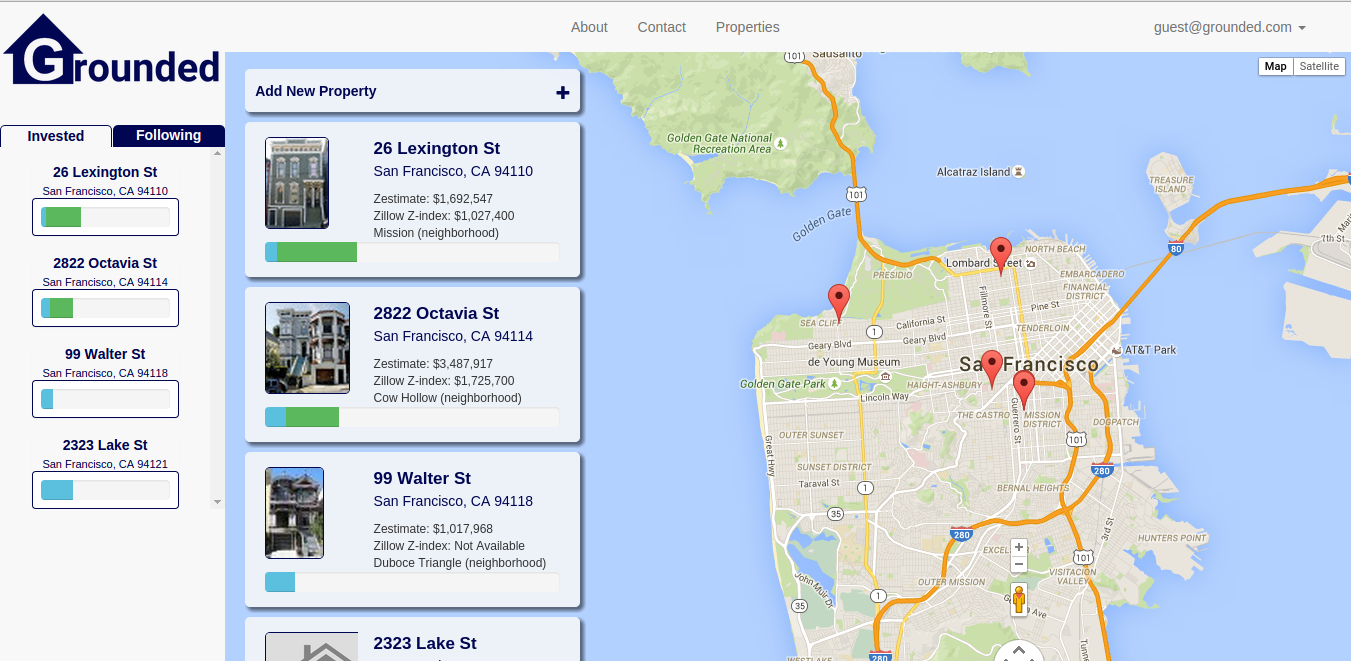 Grounded
About
Contact
Properties
guest@grounded.com
Invested
Following
26 Lexington St
San Francisco, CA 94110
2822 Octavia St
San Francisco, CA 94114
99 Walter St
San Francisco, CA 94118
2323 Lake St
San Francisco, CA 94121
Add New Property
26 Lexington St
San Francisco, CA 94110
Zestimate: $1,692,547
Zillow Z-index: $1,027,400
Mission (neighborhood)
2822 Octavia St
San Francisco, CA 94114
Zestimate: $3,487,917
Zillow Z-index: $1,725,700
Cow Hollow (neighborhood)
99 Walter St
San Francisco, CA 94118
Zestimate: $1,017,968
Zillow Z-index: Not Available
Duboce Triangle (neighborhood)
2323 Lake St
Map
Satellite
101
Sausalito
Golden Gate National
Recreation Area
Alcatraz Island
TREASURE
ISLAND
101
Golden Gate
7th St
80
NORTH BEACH
Lombard
PRESIDIO
EMBARCADERO
FINANCIAL
DISTRICT
Fillmore St
Pine St
SEA CLIFF
California St
1
TENDERLOIN
Geary Blvd
Geary Blvd
AT&T Park
de Young Museum
San Francisco
Golden Gate Park
HAIGHT-ASHBURY
Lincoln Way
Guerrero St
THE CASTRO
MISSION
DISTRICT
DOGPATCH
OUTER SUNSET
Great Hwy
101
SUNSET DISTRICT
280
Taraval St
1
BERNAL HEIGHTS
35
3rd St
280
HUNTERS POINT
101
OUTER MISSION
VISITACION
VALLEY
John Muir Dr
1
35
280